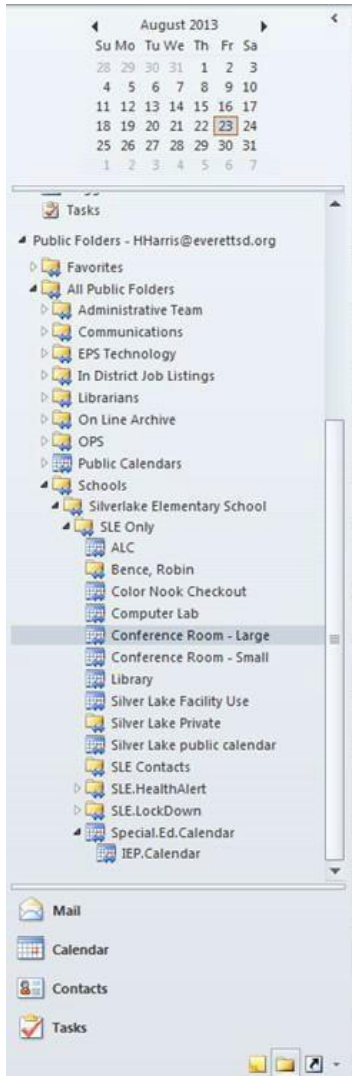 August 2013
Su Mo Tu We Th Fr Sa
28 29 30 31 1 2 3
4 5 6 7 8 9 10
11 12 13 14 15 16 17
18 19 20 21 22 23 24
25 26 27 28 29 30 31
1 2 3 4 5 6 7
Tasks
Public Folders - HHarris@everettsd.org
Favorites
All Public Folders
Administrative Team
Communications
EPS Technology
In District Job Listings
Librarians
On Line Archive
OPS
Public Calendars
Schools
Silverlake Elementary School
SLE Only
ALC
Bence, Robin
Color Nook Checkout
Computer Lab
Conference Room - Large
Conference Room - Small
Library
Silver Lake Facility Use
Silver Lake Private
Silver Lake public calendar
SLE Contacts
SLE.HealthAlert
SLE.LockDown
Special.Ed.Calendar
IEP.Calendar
Mail
Calendar
Contacts
Tasks